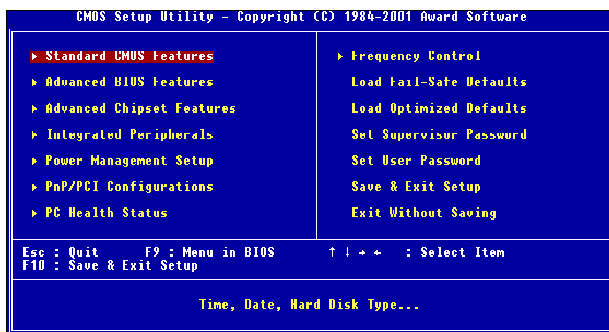 CMOS Setup Utility - Copyright (C) 1984-2001 Award Software
▸ Standard CMOS Features
▸ Advanced BIOS Features
▸ Advanced Chipset Features
▸ Integrated Peripherals
▸ Power Management Setup
▸ PnP/PCI Configurations
▸ PC Health Status
▸ Frequency Control
Load Fail-Safe Defaults
Load Optimized Defaults
Set Supervisor Password
Set User Password
Save & Exit Setup
Exit Without Saving
Esc : Quit F9 : Menu in BIOS ↑ ↓ → ← : Select Item
F10 : Save & Exit Setup
Time, Date, Hard Disk Type...